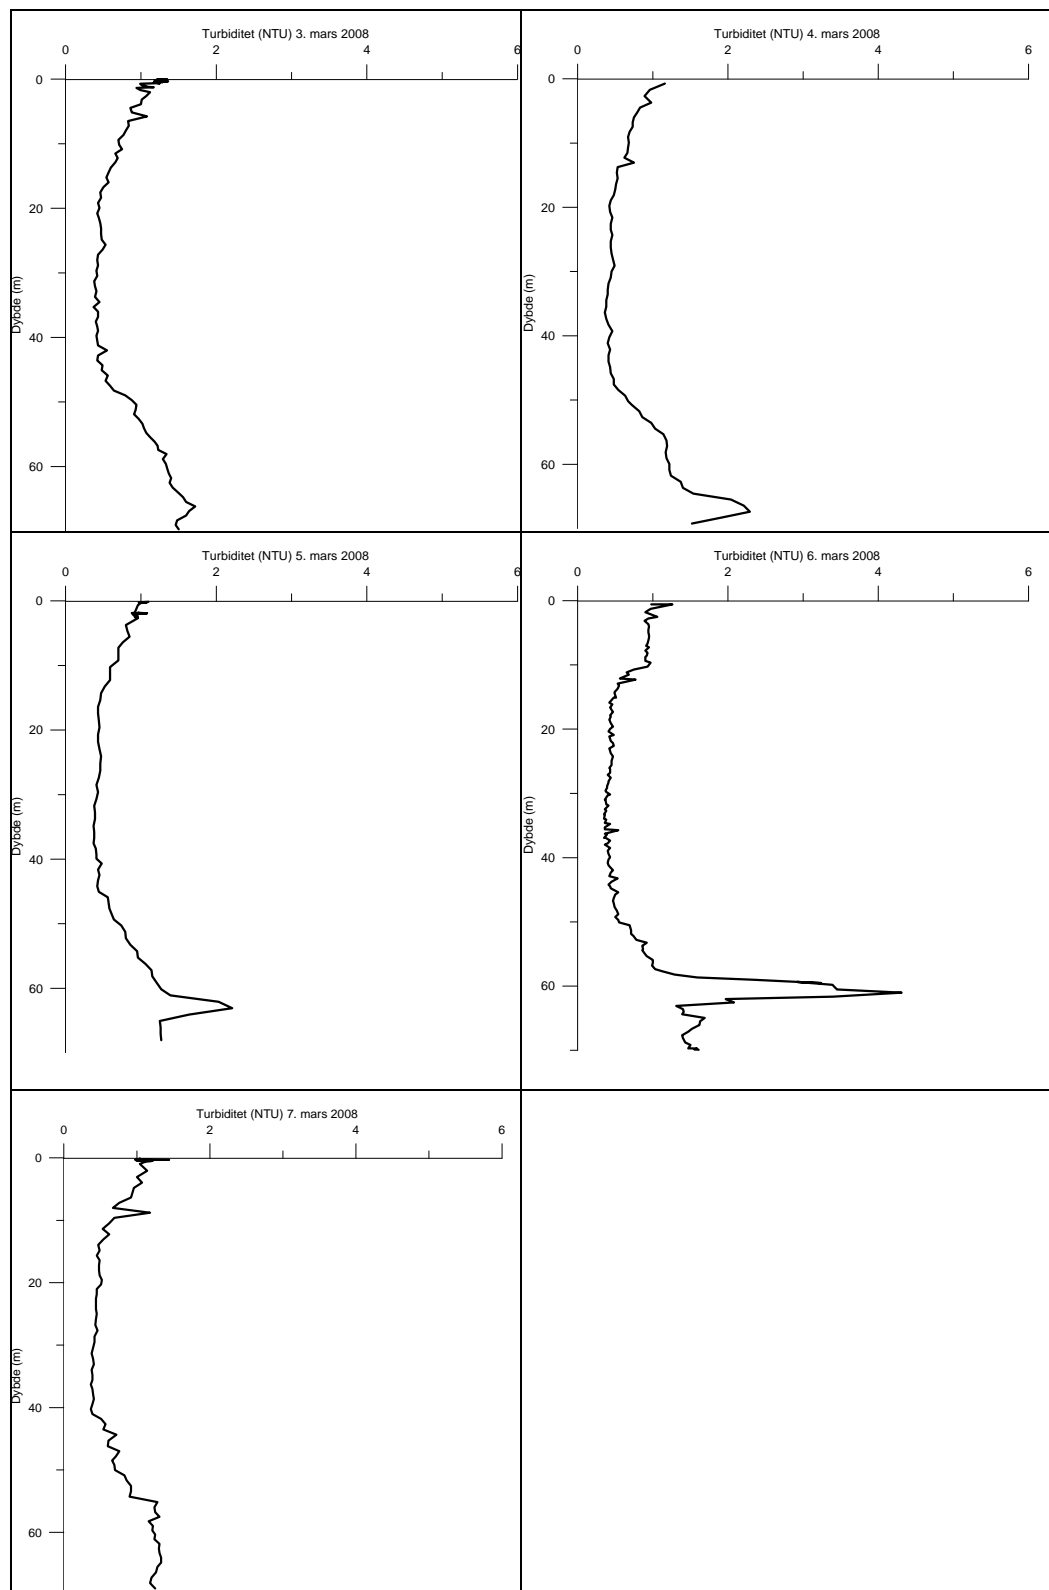 Turbiditet (NTU) 3. mars 2008
0 2 4 6
0
20
Dybde (m)
40
60
Turbiditet (NTU) 4. mars 2008
0 2 4 6
0
20
Dybde (m)
40
60
Turbiditet (NTU) 5. mars 2008
0 2 4 6
0
20
Dybde (m)
40
60
Turbiditet (NTU) 6. mars 2008
0 2 4 6
0
20
Dybde (m)
40
60
Turbiditet (NTU) 7. mars 2008
0 2 4 6
0
20
Dybde (m)
40
60